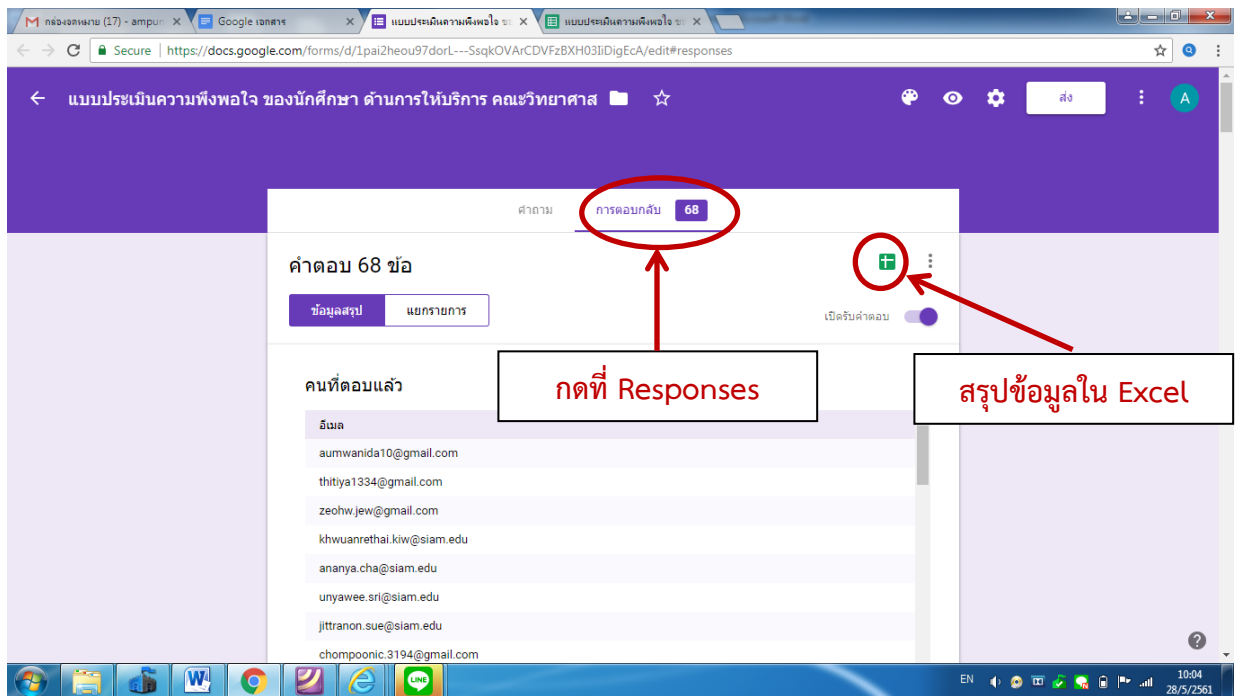 กล่องจดหมาย (17) - ampun
Google เอกสาร
แบบประเมินความพึงพอใจ ขอ
แบบประเมินความพึงพอใจ ขอ
Secure | https://docs.google.com/forms/d/1pai2heou97dorL---SsqkOVArCDVFzBXH03IiDigEcA/edit#responses
แบบประเมินความพึงพอใจ ของนักศึกษา ด้านการให้บริการ คณะวิทยาศาส
ส่ง
A
คำถาม
การตอบกลับ 68
คำตอบ 68 ข้อ
ข้อมูลสรุป
แยกรายการ
เปิดรับคำตอบ
กดที่ Responses
สรุปข้อมูลใน Excel
คนที่ตอบแล้ว
อีเมล
aumwanida10@gmail.com
thitiya1334@gmail.com
zeohw.jew@gmail.com
khwuanrethai.kiw@siam.edu
ananya.cha@siam.edu
unyawee.sri@siam.edu
jittranon.sue@siam.edu
chompoonic.3194@gmail.com
LINE
EN
10:04
28/5/2561